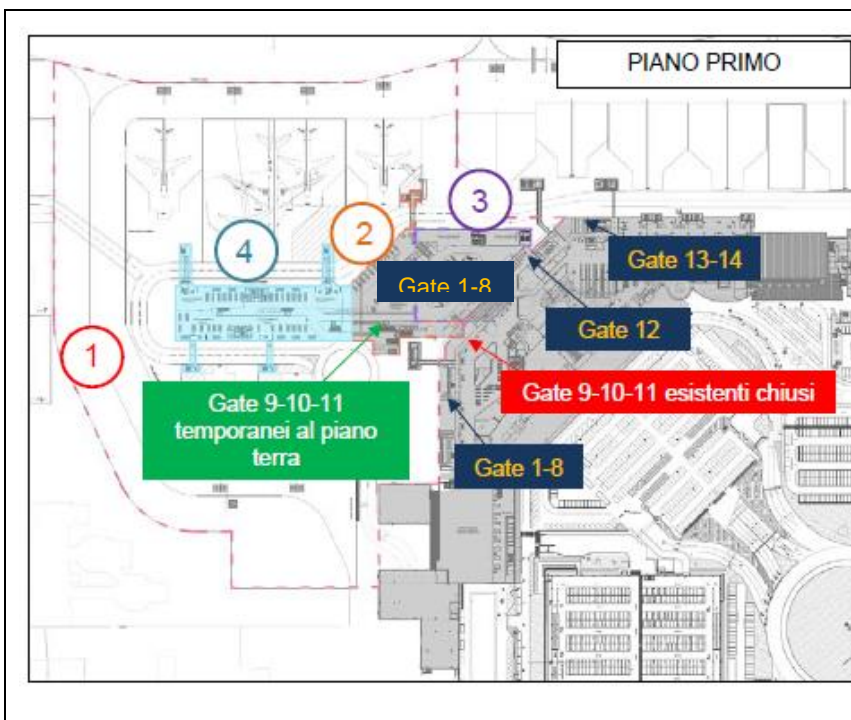 PIANO PRIMO
3
2
4
Gate 13-14
Gate 1-8
Gate 12
1
Gate 9-10-11 esistenti chiusi
Gate 9-10-11
temporanei al piano
terra
Gate 1-8